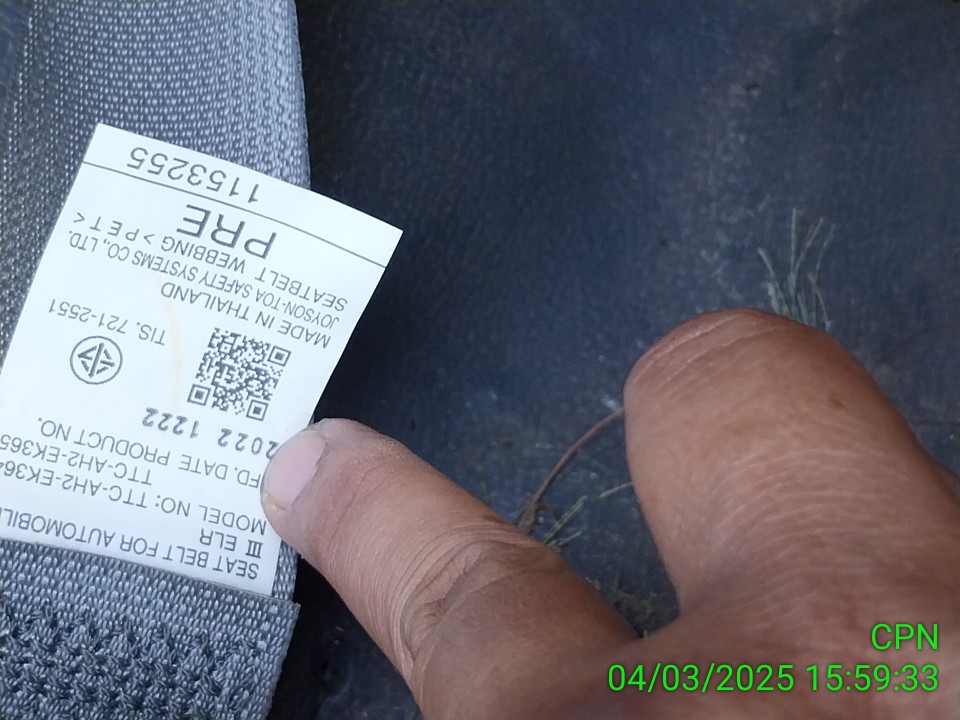 SEAT BELT FOR AUTOMOBIL
III ELR
MODEL NO: TTC-AH2-EK364
TTC-AH2-EK365
FD. DATE PRODUCT NO.
2022 1222
TIS. 721-2551
MADE IN THAILAND
JOYSON-TOA SAFETY SYSTEMS CO., LTD.
SEATBELT WEBBING > P E T <
PRE
1153255
CPN
04/03/2025 15:59:33